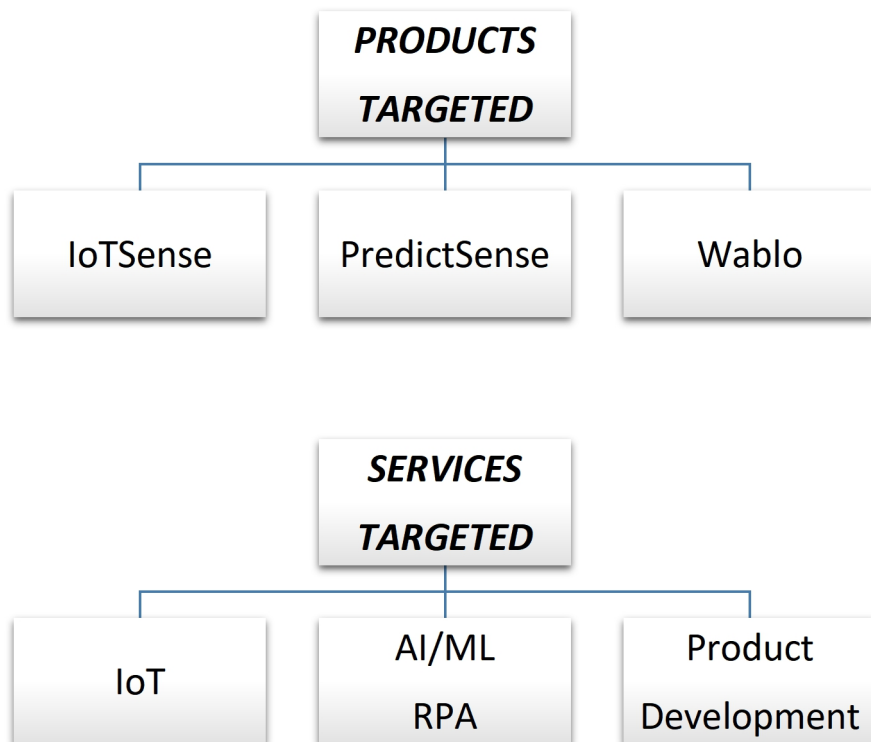 PRODUCTS
TARGETED
IoTSense
PredictSense
Wablo
SERVICES
TARGETED
IoT
AI/ML
RPA
Product
Development